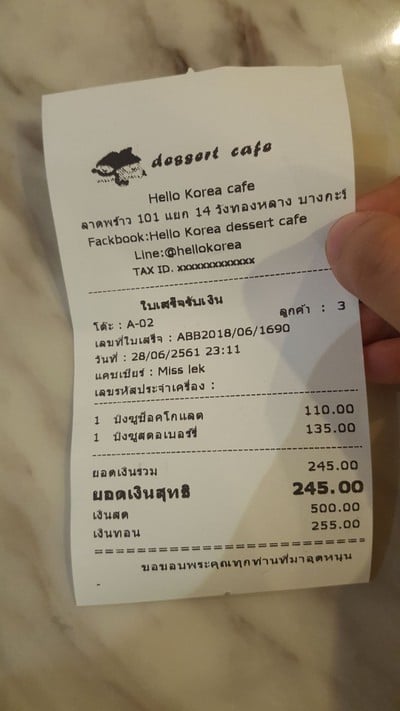 dessert cafe
Hello Korea cafe
ลาดพร้าว 101 แยก 14 วังทองหลาง บางกะปิ
Fackbook:Hello Korea dessert cafe
Line:@hellokorea
TAX ID. xxxxxxxxxxxxx
ใบเสร็จรับเงิน
โต๊ะ : A-02 ลูกค้า : 3
เลขที่ใบเสร็จ : ABB2018/06/1690
วันที่ : 28/06/2561 23:11
แคชเชียร์ : Miss lek
เลขรหัสประจำเครื่อง :
1 บิงซูช็อคโกแลต 110.00
1 บิงซูสตอเบอร์รี่ 135.00
ยอดเงินรวม 245.00
ยอดเงินสุทธิ 245.00
เงินสด 500.00
เงินทอน 255.00
ขอขอบพระคุณทุกท่านที่มาอุดหนุน